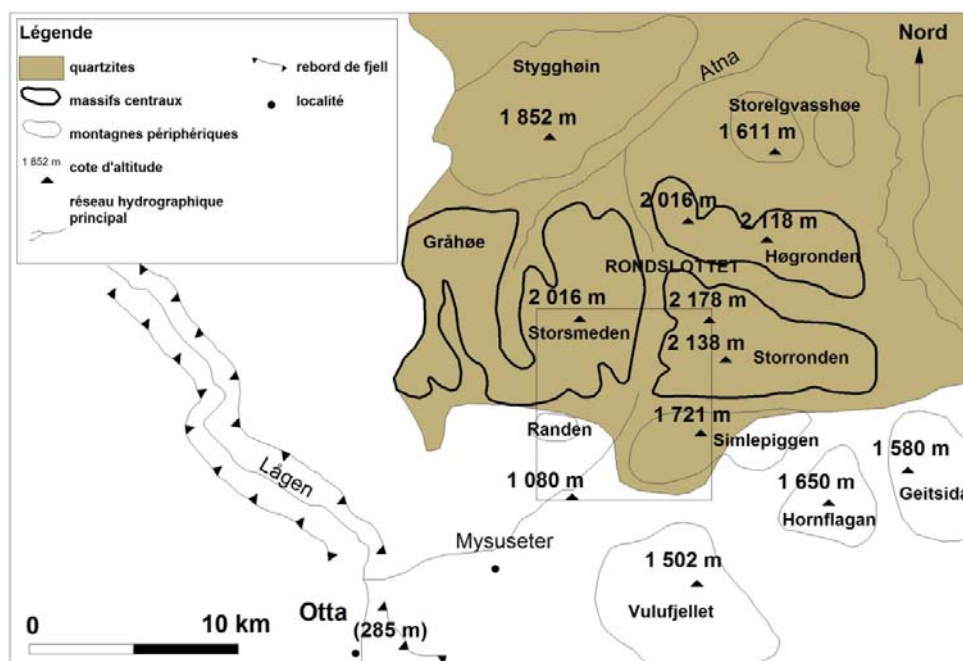 Légende
quartzites
massifs centraux
montagnes périphériques
1 852 m
cote d'altitude
réseau hydrographique
principal
rebord de fjell
localité
Nord
Stygghøin
1 852 m
Atna
Storelgvasshøe
1 611 m
2 016 m
2 118 m
Gråhøe
RONDSLOTTET
Høgronden
2 016 m
2 178 m
Storsmeden
2 138 m
Storronden
1 721 m
Randen
Simlepiggen
1 580 m
Lågen
1 080 m
1 650 m
Geitsida
Hornflagan
Mysuseter
1 502 m
Vulufjellet
Otta
(285 m)
0
10 km